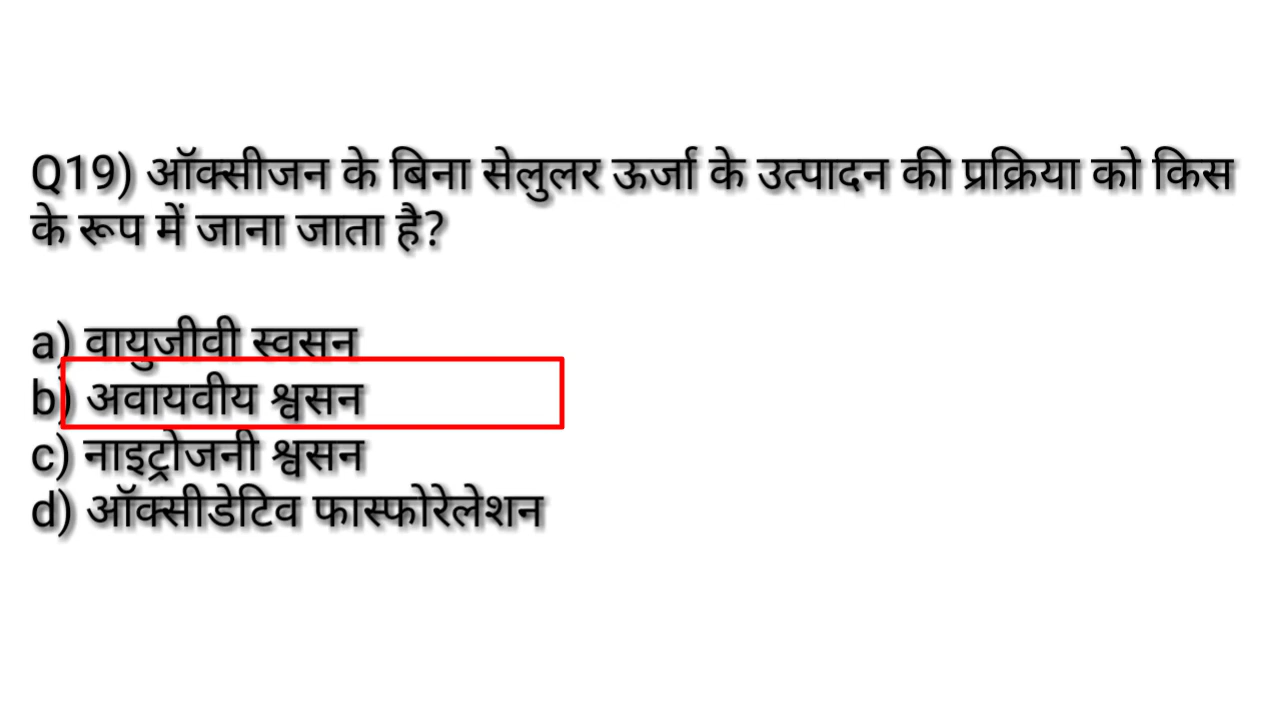 Q19) ऑक्सीजन के बिना सेलुलर ऊर्जा के उत्पादन की प्रक्रिया को किस
के रूप में जाना जाता है?
a) वायुजीवी स्वसन
b) अवायवीय श्वसन
c) नाइट्रोजनी श्वसन
d) ऑक्सीडेटिव फास्फोरेलेशन